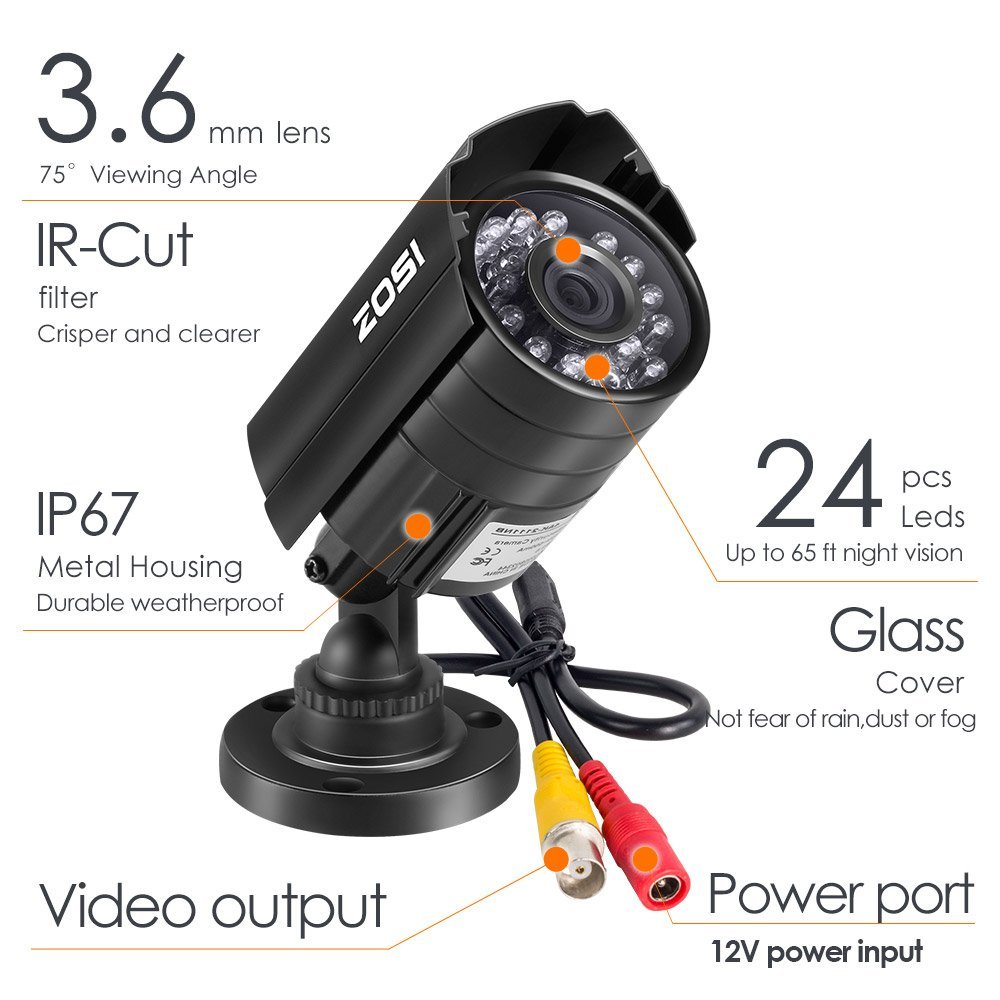 3.6 mm lens
75° Viewing Angle
IR-Cut
filter
Crisper and clearer
ZOSI
IP67
Metal Housing
Durable weatherproof
24 pcs
Leds
Up to 65 ft night vision
Glass
Cover
Not fear of rain,dust or fog
Video output
Power port
12V power input